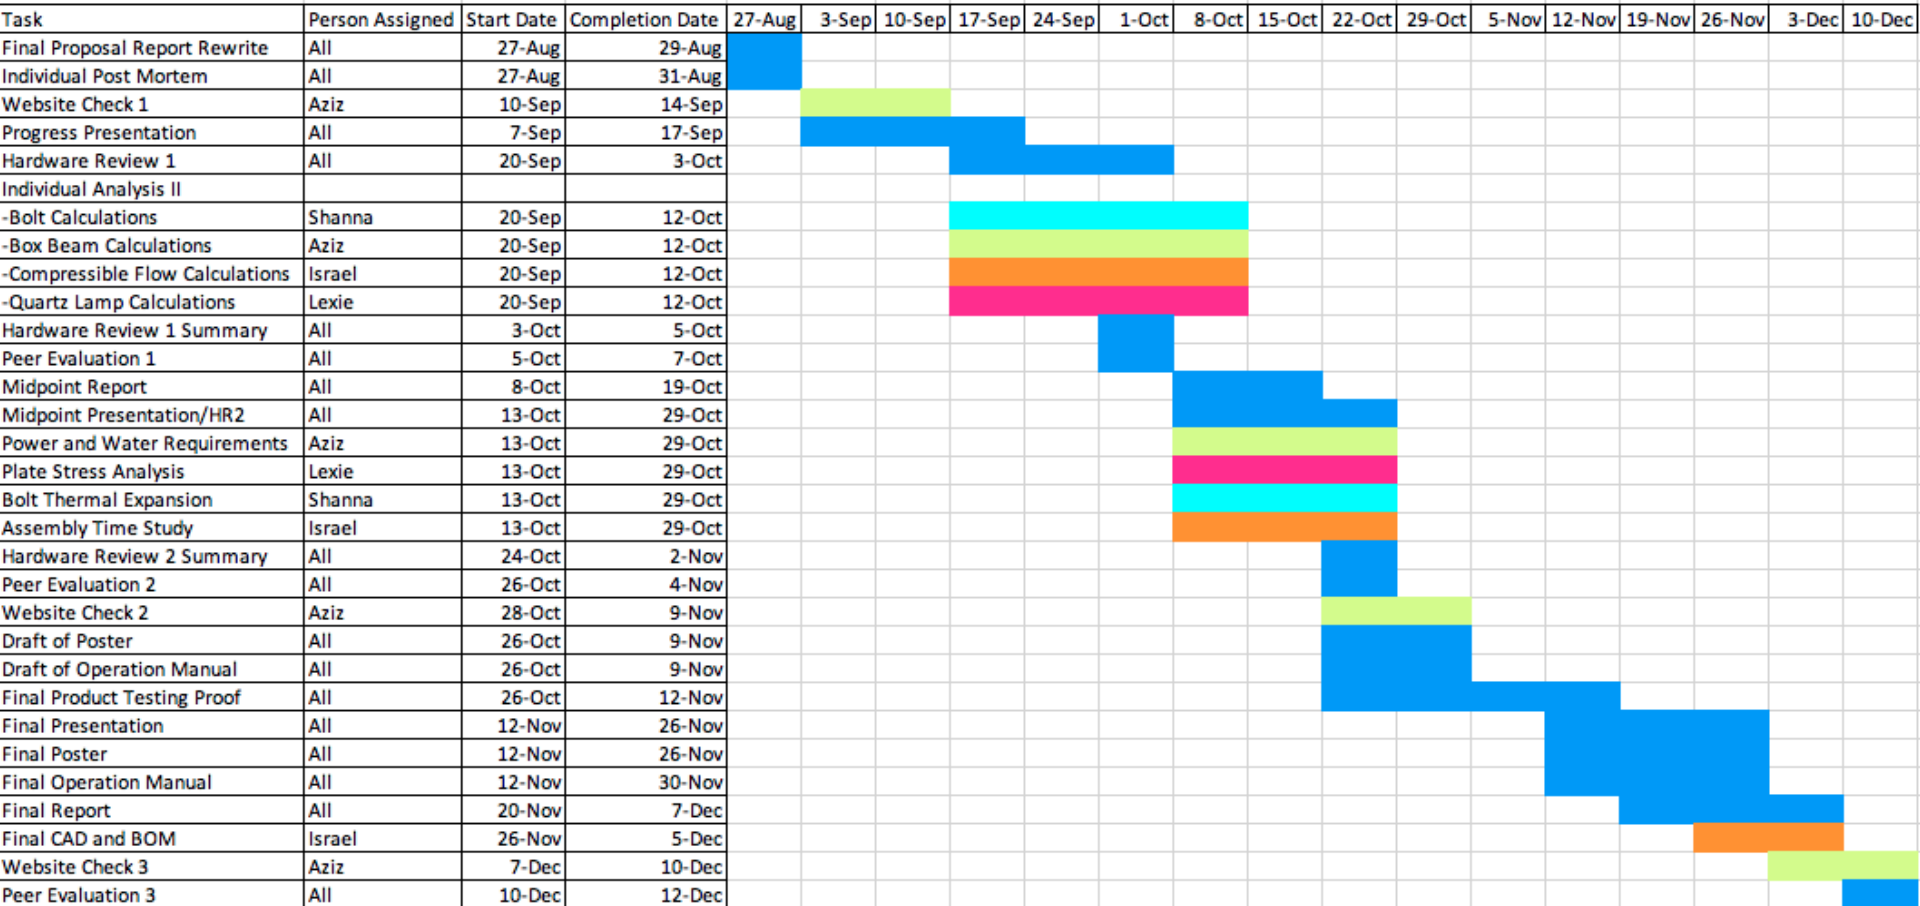 Task Person Assigned Start Date Completion Date 27-Aug 3-Sep 10-Sep 17-Sep 24-Sep 1-Oct 8-Oct 15-Oct 22-Oct 29-Oct 5-Nov 12-Nov 19-Nov 26-Nov 3-Dec 10-Dec
Final Proposal Report Rewrite All 27-Aug 29-Aug
Individual Post Mortem All 27-Aug 31-Aug
Website Check 1 Aziz 10-Sep 14-Sep
Progress Presentation All 7-Sep 17-Sep
Hardware Review 1 All 20-Sep 3-Oct
Individual Analysis II
-Bolt Calculations Shanna 20-Sep 12-Oct
-Box Beam Calculations Aziz 20-Sep 12-Oct
-Compressible Flow Calculations Israel 20-Sep 12-Oct
-Quartz Lamp Calculations Lexie 20-Sep 12-Oct
Hardware Review 1 Summary All 3-Oct 5-Oct
Peer Evaluation 1 All 5-Oct 7-Oct
Midpoint Report All 8-Oct 19-Oct
Midpoint Presentation/HR2 All 13-Oct 29-Oct
Power and Water Requirements Aziz 13-Oct 29-Oct
Plate Stress Analysis Lexie 13-Oct 29-Oct
Bolt Thermal Expansion Shanna 13-Oct 29-Oct
Assembly Time Study Israel 13-Oct 29-Oct
Hardware Review 2 Summary All 24-Oct 2-Nov
Peer Evaluation 2 All 26-Oct 4-Nov
Website Check 2 Aziz 28-Oct 9-Nov
Draft of Poster All 26-Oct 9-Nov
Draft of Operation Manual All 26-Oct 9-Nov
Final Product Testing Proof All 26-Oct 12-Nov
Final Presentation All 12-Nov 26-Nov
Final Poster All 12-Nov 26-Nov
Final Operation Manual All 12-Nov 30-Nov
Final Report All 20-Nov 7-Dec
Final CAD and BOM Israel 26-Nov 5-Dec
Website Check 3 Aziz 7-Dec 10-Dec
Peer Evaluation 3 All 10-Dec 12-Dec